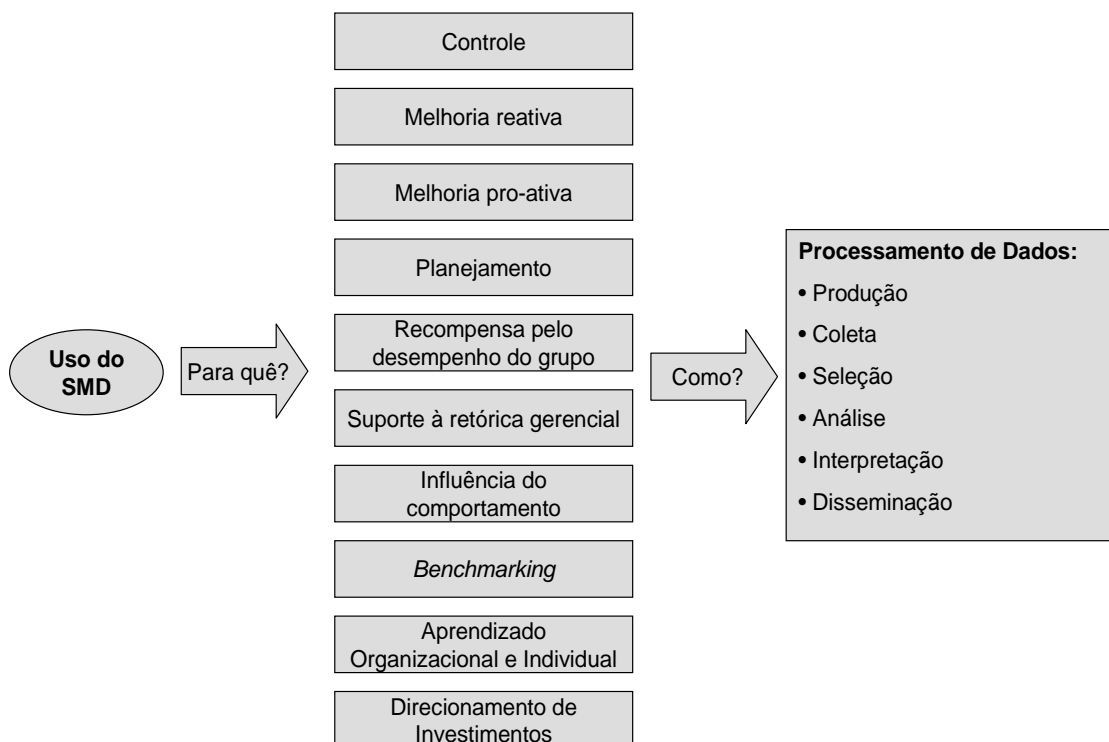 Uso do
SMD
Para quê?
Controle
Melhoria reativa
Melhoria pro-ativa
Planejamento
Recompensa pelo
desempenho do grupo
Suporte à retórica gerencial
Influência do
comportamento
Benchmarking
Aprendizado
Organizacional e Individual
Direcionamento de
Investimentos
Como?
Processamento de Dados:
• Produção
• Coleta
• Seleção
• Análise
• Interpretação
• Disseminação